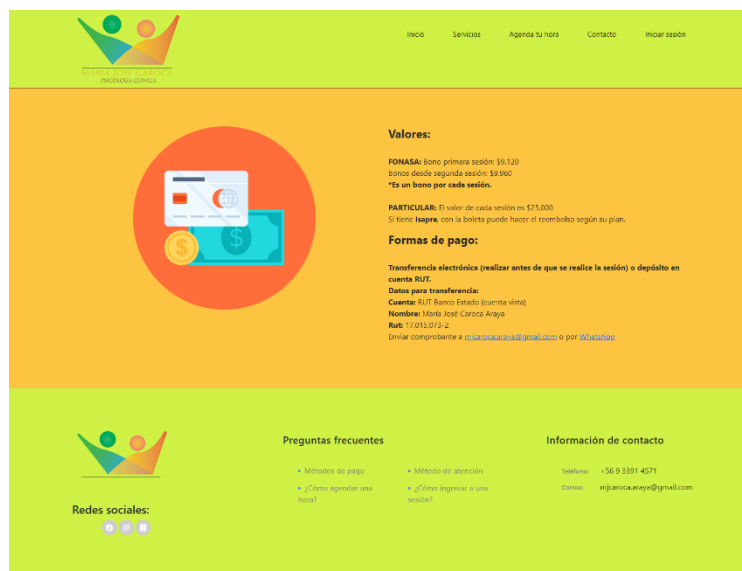 Inicio Servicios Agenda tu hora Contacto Iniciar sesión
MARÍA JOSÉ CAROCA
PSICÓLOGA CLÍNICA
Valores:
FONASA: Bono primera sesión: $9.120
Bonos desde segunda sesión: $9.960
*Es un bono por cada sesión.
PARTICULAR: El valor de cada sesión es $25.000
Si tiene Isapre, con la boleta puede hacer el reembolso según su plan.
Formas de pago:
Transferencia electrónica (realizar antes de que se realice la sesión) o depósito en
cuenta RUT.
Datos para transferencia:
Cuenta: RUT Banco Estado (cuenta vista)
Nombre: María José Caroca Araya
Rut: 17.015.073-2
Enviar comprobante a mjcaroca.araya@gmail.com o por WhatsApp
Redes sociales:
Preguntas frecuentes
• Métodos de pago
• ¿Cómo agendar una
hora?
• Método de atención
• ¿Cómo ingresar a una
sesión?
Información de contacto
Teléfono: +56 9 3391 4571
Correo: mjcaroca.araya@gmail.com